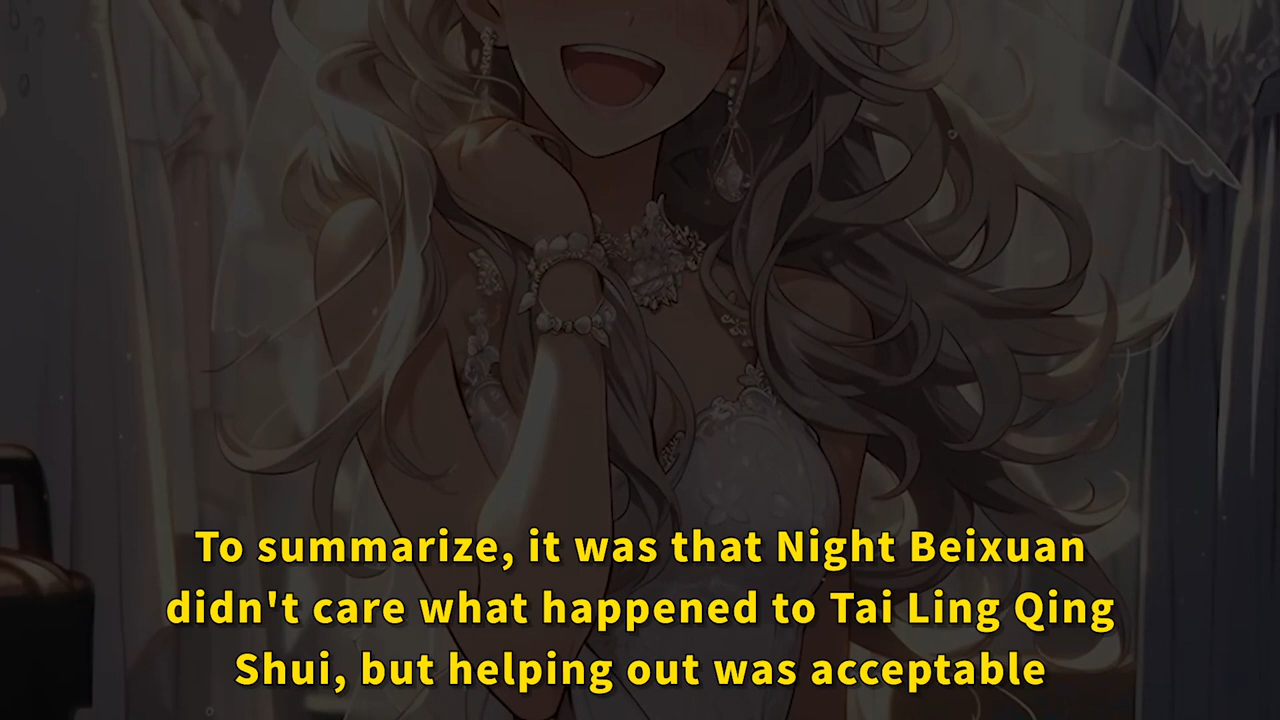 To summarize, it was that Night Beixuan
didn't care what happened to Tai Ling Qing
Shui, but helping out was acceptable